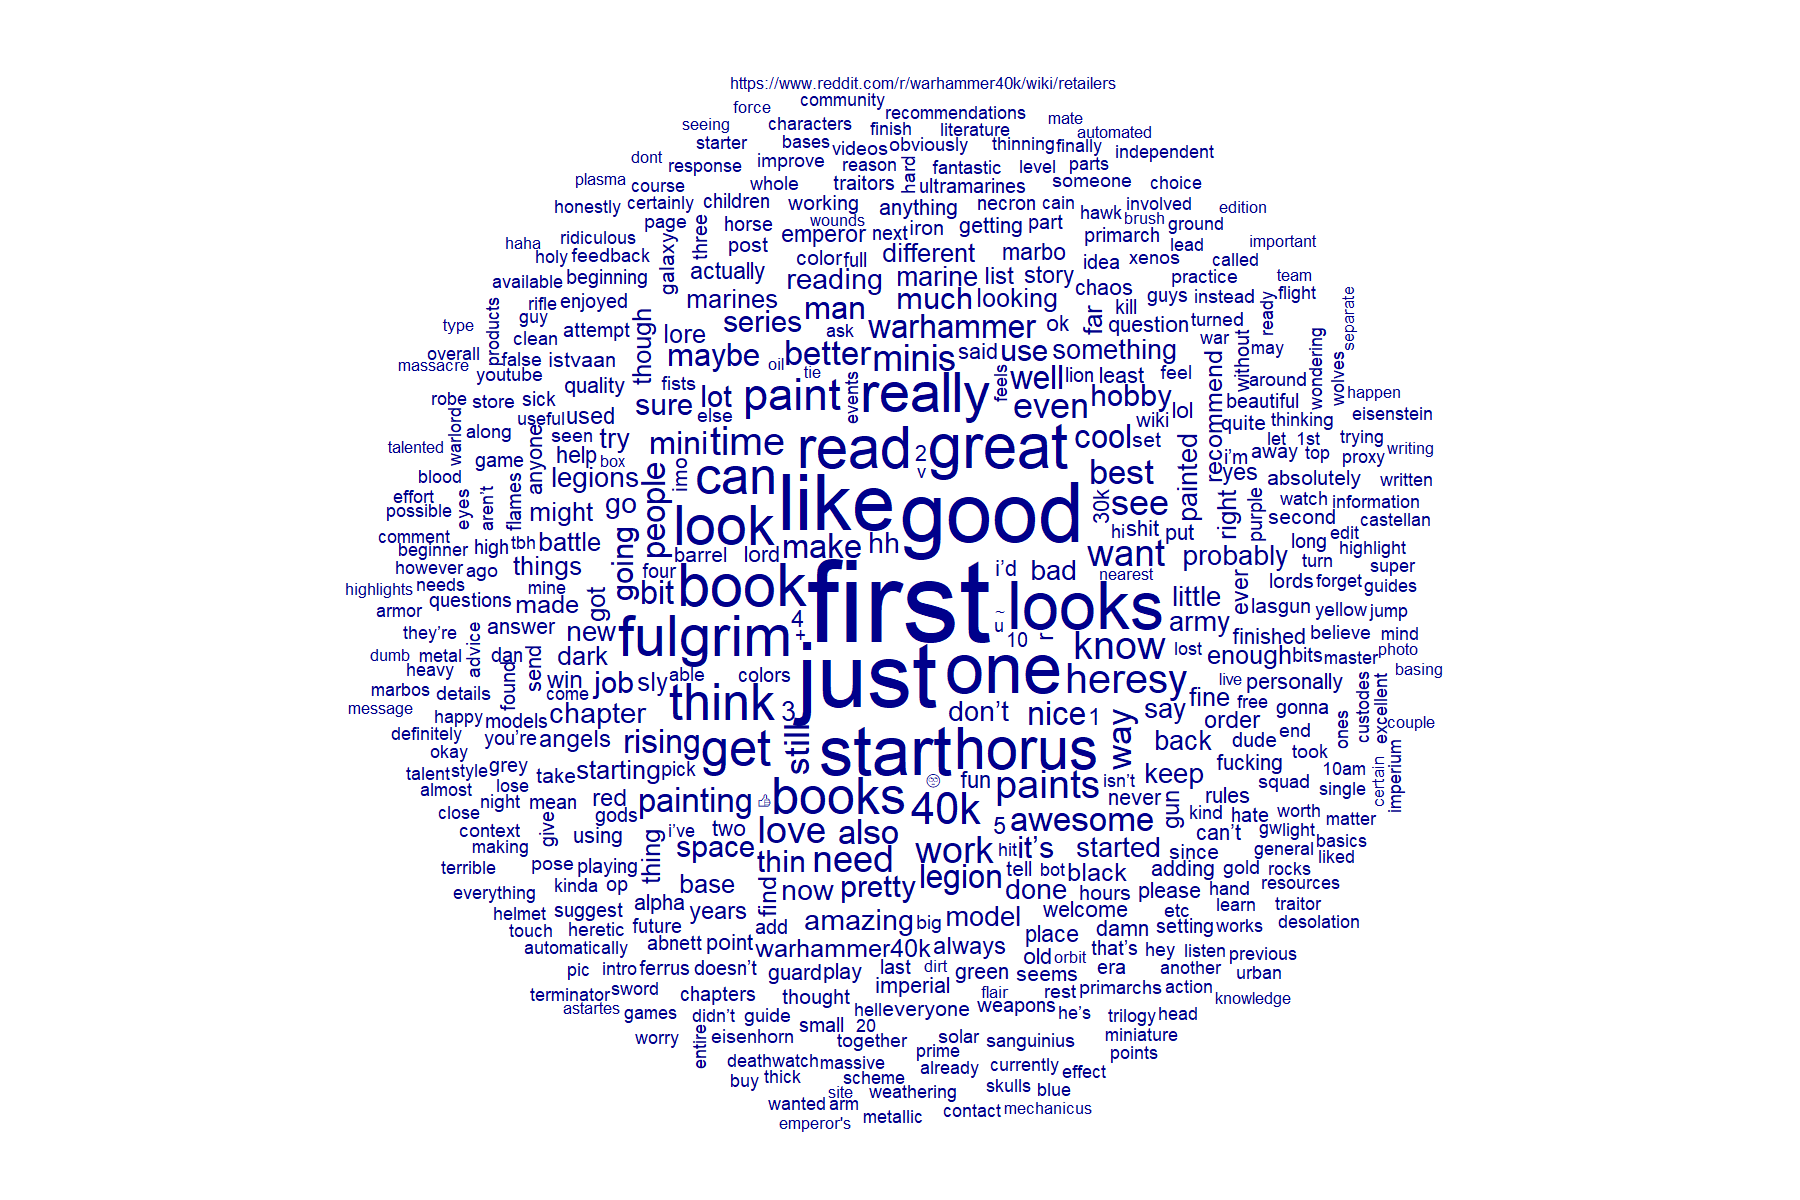 https://www.reddit.com/r/warhammer40k/wiki/retailers
force community recommendations
seeing characters finish literature mate automated
starter bases videos obviously thinning finally independent
dont response improve reason hard fantastic level parts
plasma course whole traitors ultramarines someone choice
honestly certainly children working anything necron cain involved edition
page three horse wounds next iron getting part hawk brush ground
haha ridiculous post emperor different marbo primarch lead important
holy feedback galaxy actually color full idea xenos called
available beginning reading marine list story chaos practice team
products rifle enjoyed marines man much looking kill guys instead ready flight separate
type guy clean attempt though lore series ask warhammer ok far question turned
overall false istvaan maybe better minis said use something war may
massacre youtube quality fists oil tie events feels well lion least feel recommend without around wondering wolves happen
robe store sick useful used sure lot else paint really even hobby wiki lol beautiful eisenstein
talented warlord along seen try mini time read 2 great cool set painted quite thinking
game anyone help box let 1st trying writing
blood legions people imo can v best i'm yes away top proxy absolutely written
effort possible eyes aren't flames might go look like good 30k see right purple watch information
comment tbh battle barrel lord make hh hi shit put second castellan
beginner high going want probably long edit highlight
however ago things four bit book first i'd bad nearest ever lords turn super
highlights needs mine forget guides
armor questions made got 4 ~ looks little lasgun yellow jump
they're answer new fulgrim + u 10 r army finished believe mind
dumb metal advice dan dark know lost enough bits master photo
heavy found send win job sly able colors just one heresy live personally basing
marbos details come
message happy models chapter think 3 don't nice 1 way say fine free gonna ones custodes excellent couple
definitely you're angels rising get still start horus back order dude end
okay fucking took imperium
talent style grey take starting pick 😔 fun paints isn't keep squad 10am certain
almost lose night mean red painting 👍 books 40k never gun rules single
close gods 5 awesome kind hate worth matter
context give using i've two love also can't gw light basics
making thing space work hit it's started since general liked
terrible pose playing thin need tell bot black adding gold rocks
everything kinda op base find now pretty legion done hours please hand resources
helmet suggest alpha years amazing big model welcome etc learn traitor
touch heretic future add place damn setting works desolation
automatically abnett point warhammer40k always old orbit that's hey listen previous
pic intro ferrus doesn't guard play last dirt green seems era another urban
terminator sword chapters thought imperial flair rest primarchs action knowledge
astartes games didn't guide hell everyone weapons he's trilogy head
worry entire eisenhorn small 20 together solar sanguinius miniature
deathwatch massive prime already currently points
buy thick scheme effect
site weathering skulls blue
wanted arm metallic contact mechanicus
emperor's